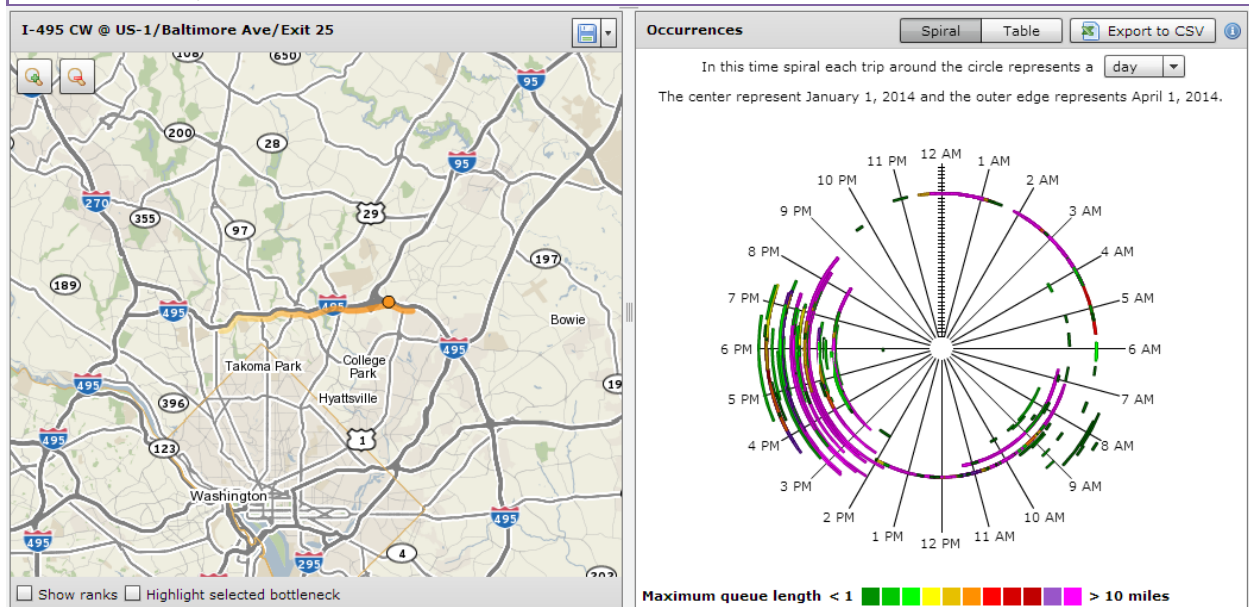 I-495 CW @ US-1/Baltimore Ave/Exit 25
108
650
95
200
28
95
270
355
29
97
197
189
495
495
Bowie
Takoma Park
College
Park
495
Hyattsville
495
396
495
1
123
Washington
495
495
4
295
Show ranks
Highlight selected bottleneck
Occurrences
Spiral
Table
Export to CSV
In this time spiral each trip around the circle represents a day
The center represent January 1, 2014 and the outer edge represents April 1, 2014.
12 AM
1 AM
2 AM
3 AM
4 AM
5 AM
6 AM
7 AM
8 AM
9 AM
10 AM
11 AM
12 PM
1 PM
2 PM
3 PM
4 PM
5 PM
6 PM
7 PM
8 PM
9 PM
10 PM
11 PM
Maximum queue length < 1 > 10 miles